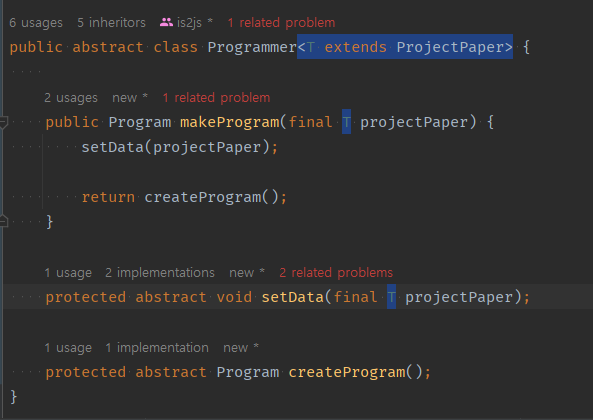 6 usages 5 inheritors is2js * 1 related problem
public abstract class Programmer<T extends ProjectPaper> {
2 usages new * 1 related problem
public Program makeProgram(final T projectPaper) {
setData(projectPaper);
return createProgram();
}
1 usage 2 implementations new * 2 related problems
protected abstract void setData(final T projectPaper);
1 usage 1 implementation new *
protected abstract Program createProgram();
}